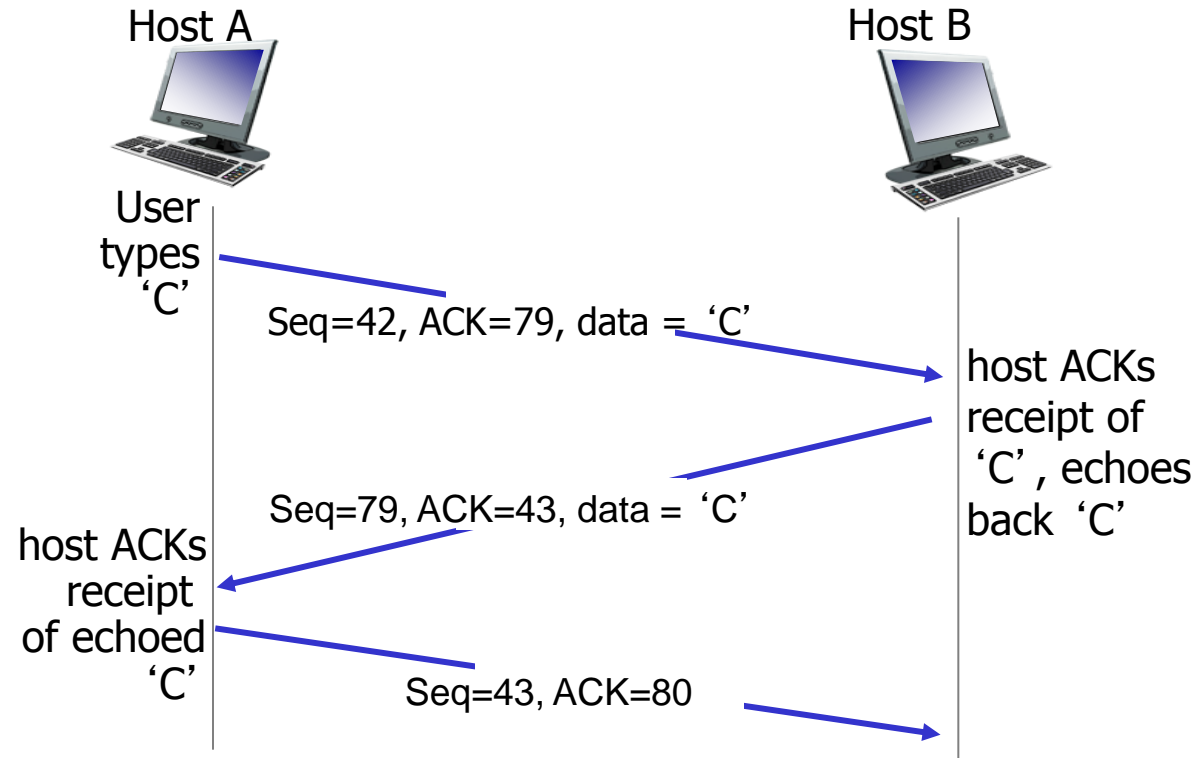 Host A
Host B
User
types
‘C’
Seq=42, ACK=79, data = ‘C’
host ACKs
receipt of
‘C’, echoes
back ‘C’
Seq=79, ACK=43, data = ‘C’
host ACKs
receipt
of echoed
‘C’
Seq=43, ACK=80